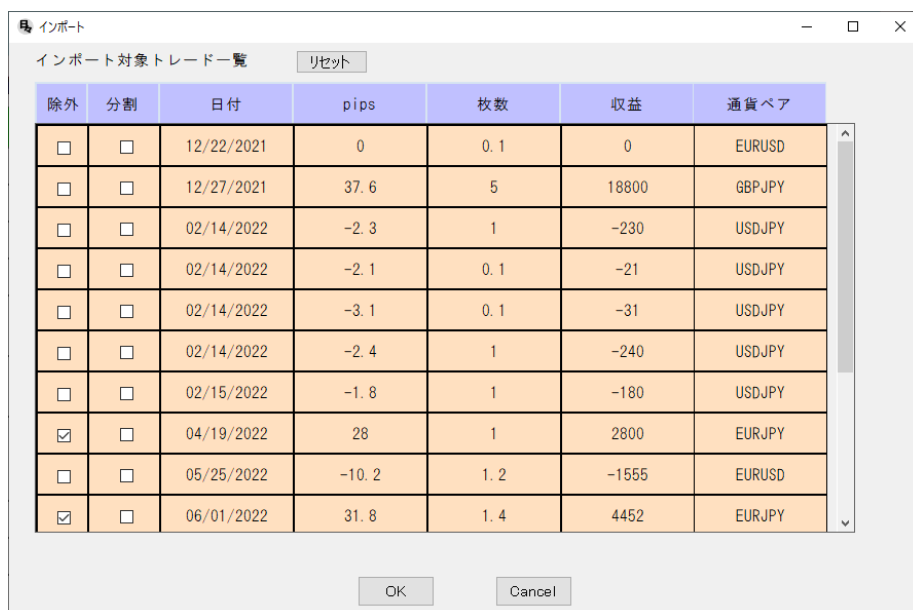 インポート
インポート対象トレード一覧 リセット
除外 分割 日付 pips 枚数 収益 通貨ペア
12/22/2021 0 0.1 0 EURUSD
12/27/2021 37.6 5 18800 GBPJPY
02/14/2022 -2.3 1 -230 USDJPY
02/14/2022 -2.1 0.1 -21 USDJPY
02/14/2022 -3.1 0.1 -31 USDJPY
02/14/2022 -2.4 1 -240 USDJPY
02/15/2022 -1.8 1 -180 USDJPY
04/19/2022 28 1 2800 EURJPY
05/25/2022 -10.2 1.2 -1555 EURUSD
06/01/2022 31.8 1.4 4452 EURJPY
OK Cancel